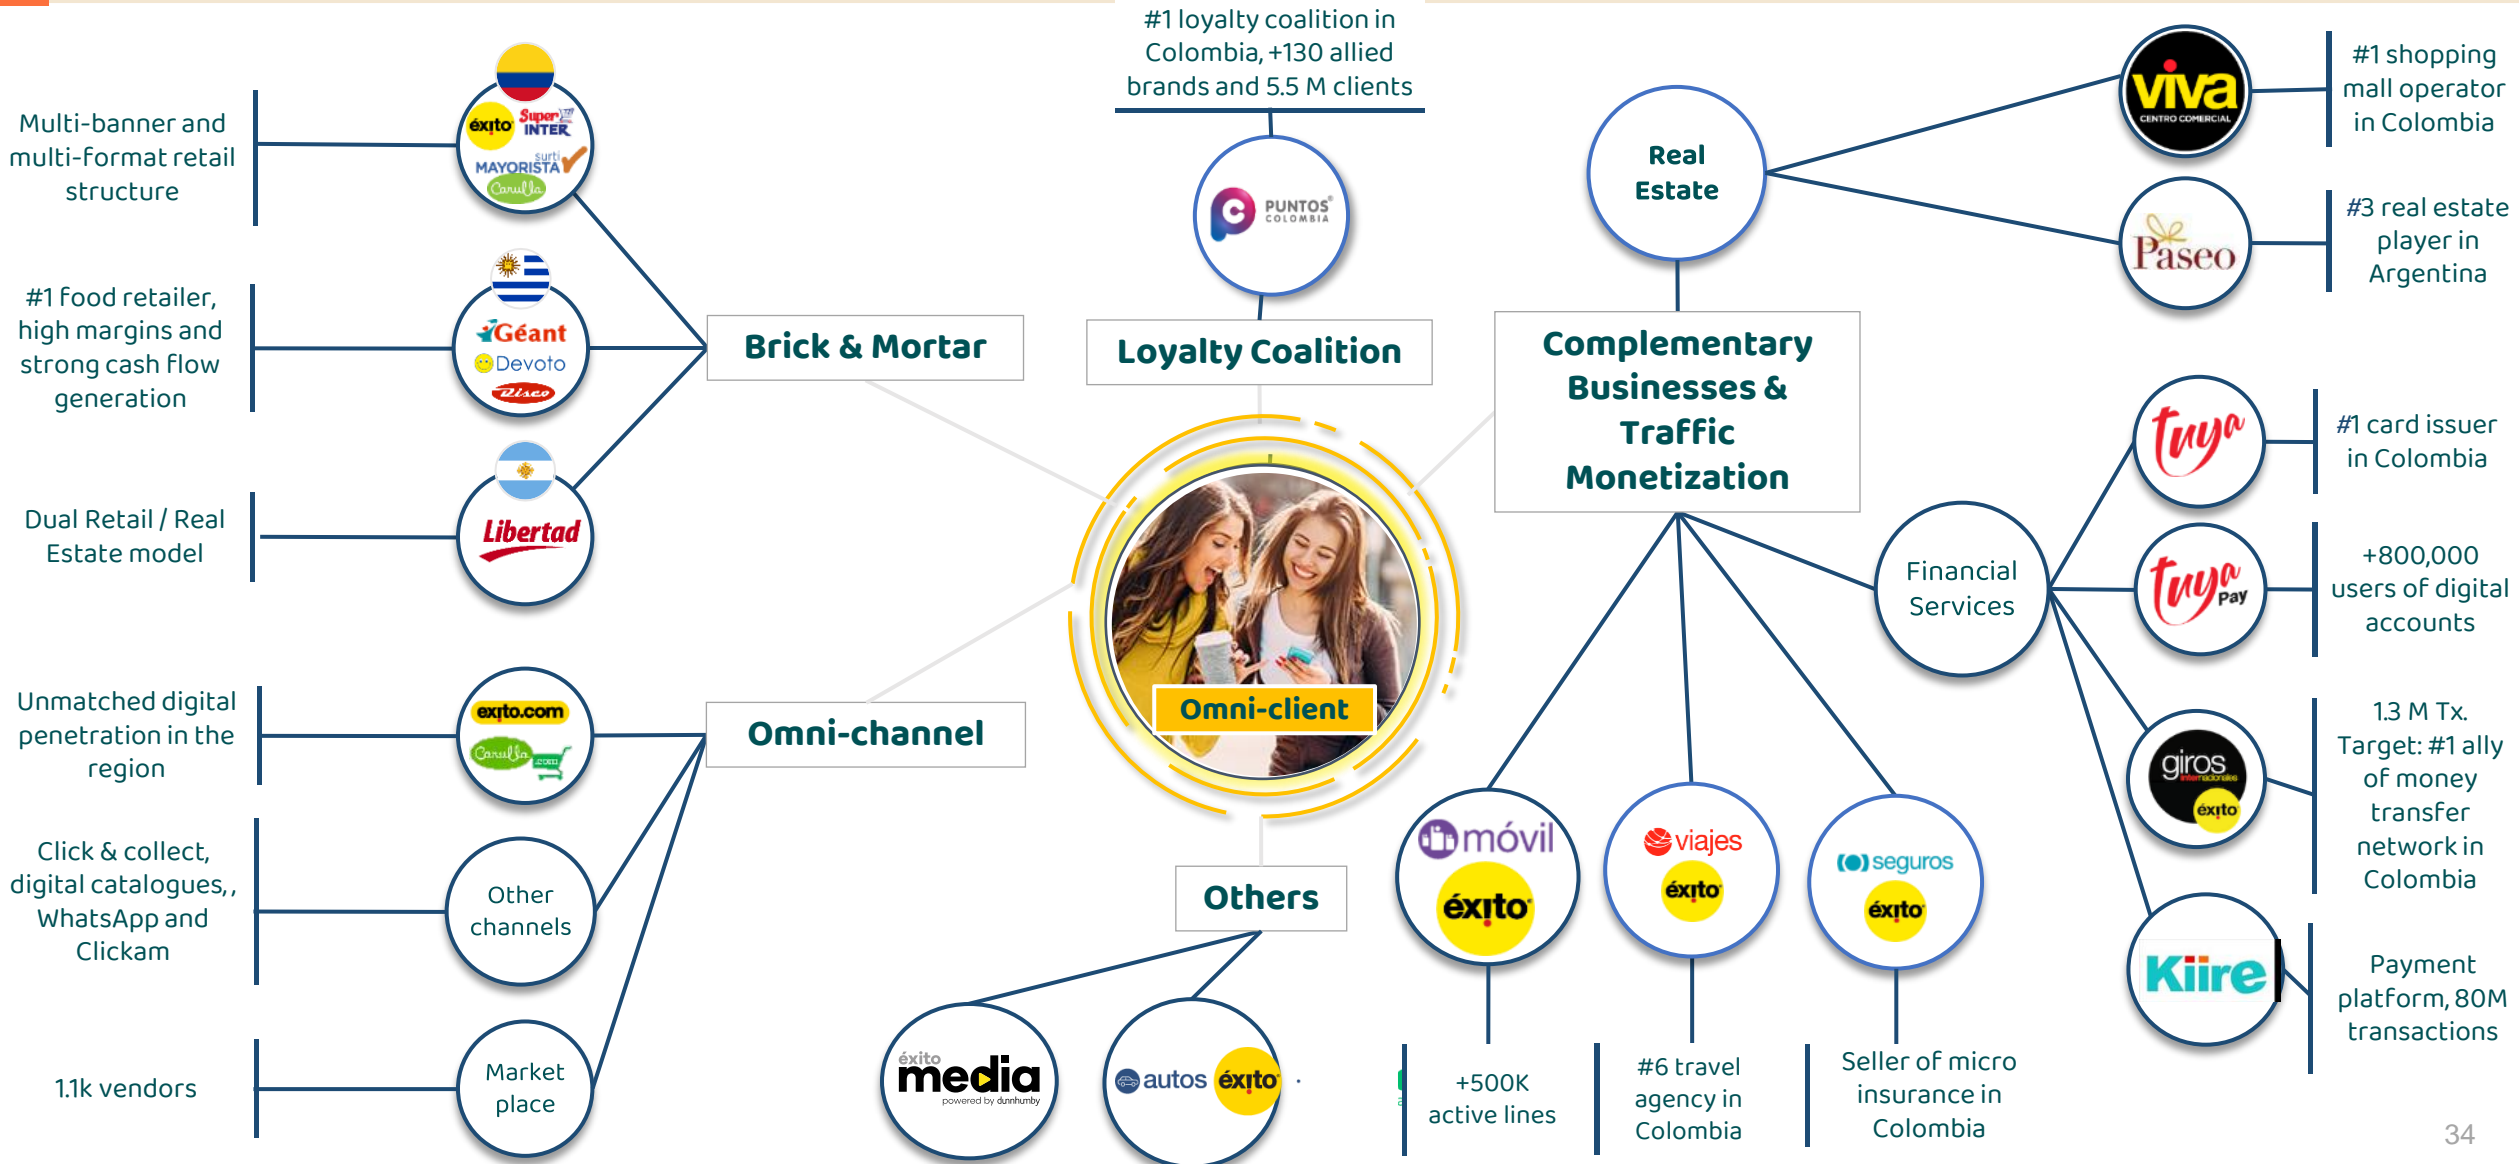 #1 loyalty coalition in
Colombia, +130 allied
brands and 5.5 M clients
PUNTOS
COLOMBIA
Loyalty Coalition
Multi-banner and
multi-format retail
structure
éxito
Super
INTER
surti
MAYORISTA
Carulla
#1 food retailer,
high margins and
strong cash flow
generation
Géant
Devoto
Disco
Dual Retail / Real
Estate model
Libertad
Brick & Mortar
Unmatched digital
penetration in the
region
exito.com
Carulla
.com
Click & collect,
digital catalogues, ,
WhatsApp and
Clickam
Other
channels
1.1k vendors
Market
place
Omni-channel
Omni-client
Others
éxito
media
powered by dunnhumby
autos éxito
Real
Estate
viva
CENTRO COMERCIAL
#1 shopping
mall operator
in Colombia
Paseo
#3 real estate
player in
Argentina
Complementary
Businesses &
Traffic
Monetization
Financial
Services
tuya
#1 card issuer
in Colombia
tuya
Pay
+800,000
users of digital
accounts
giros
internacionales
éxito
1.3 M Tx.
Target: #1 ally
of money
transfer
network in
Colombia
Kiire
Payment
platform, 80M
transactions
móvil
éxito
+500K
active lines
viajes
éxito
#6 travel
agency in
Colombia
seguros
éxito
Seller of micro
insurance in
Colombia
34